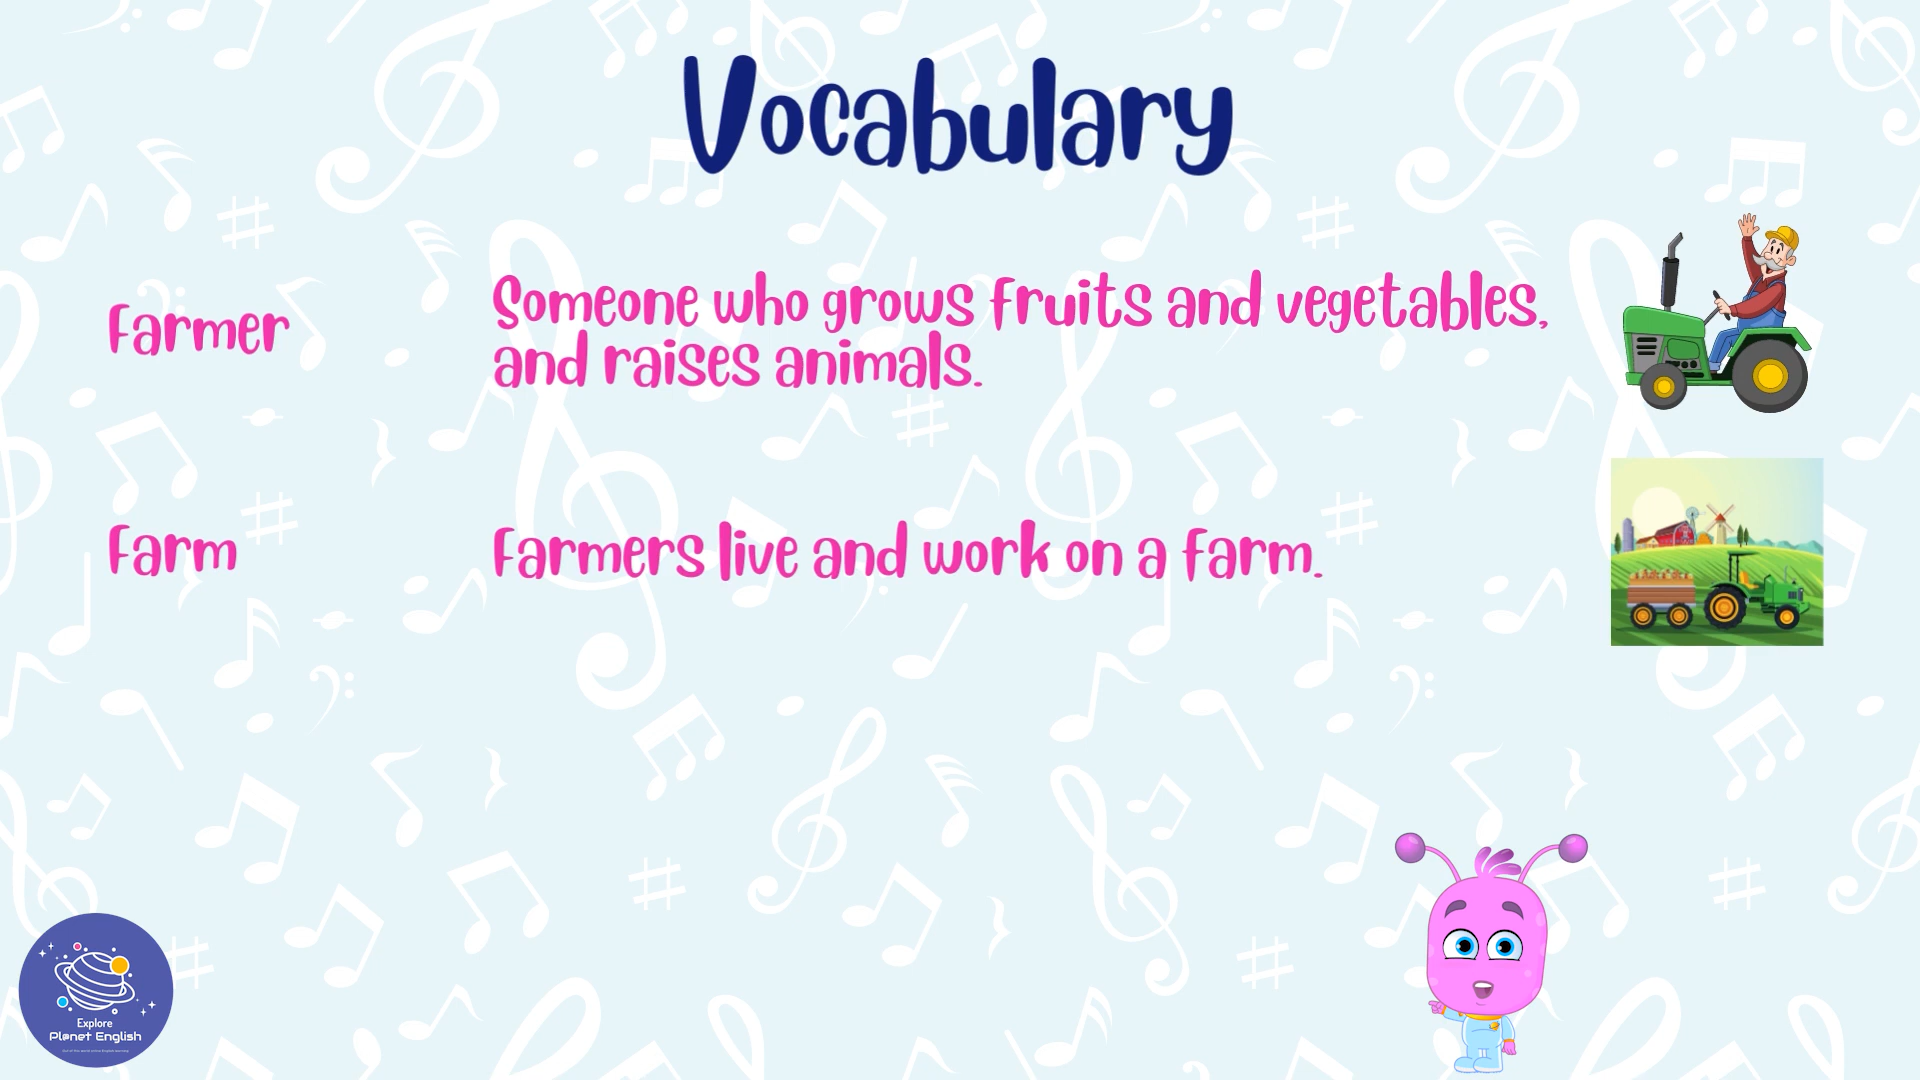 Vocabulary
Farmer
Someone who grows fruits and vegetables,
and raises animals.
Farm
Farmers live and work on a farm.
Explore
Planet English